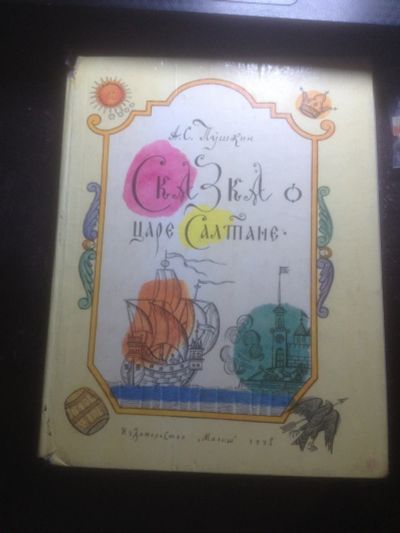 А.С. Пушкин
Сказка о
царе Салтане
Издательство „Малыш"